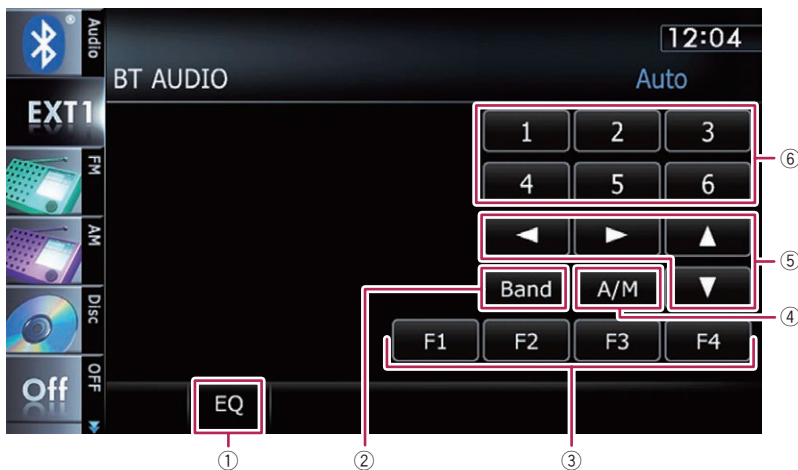 Audio
12:04
BT AUDIO
Auto
EXT1
1 2 3
⑥
FM
4 5 6
AM
⑤
Band A/M
②
④
Disc
F1 F2 F3 F4
OFF
Off
EQ
① ② ③